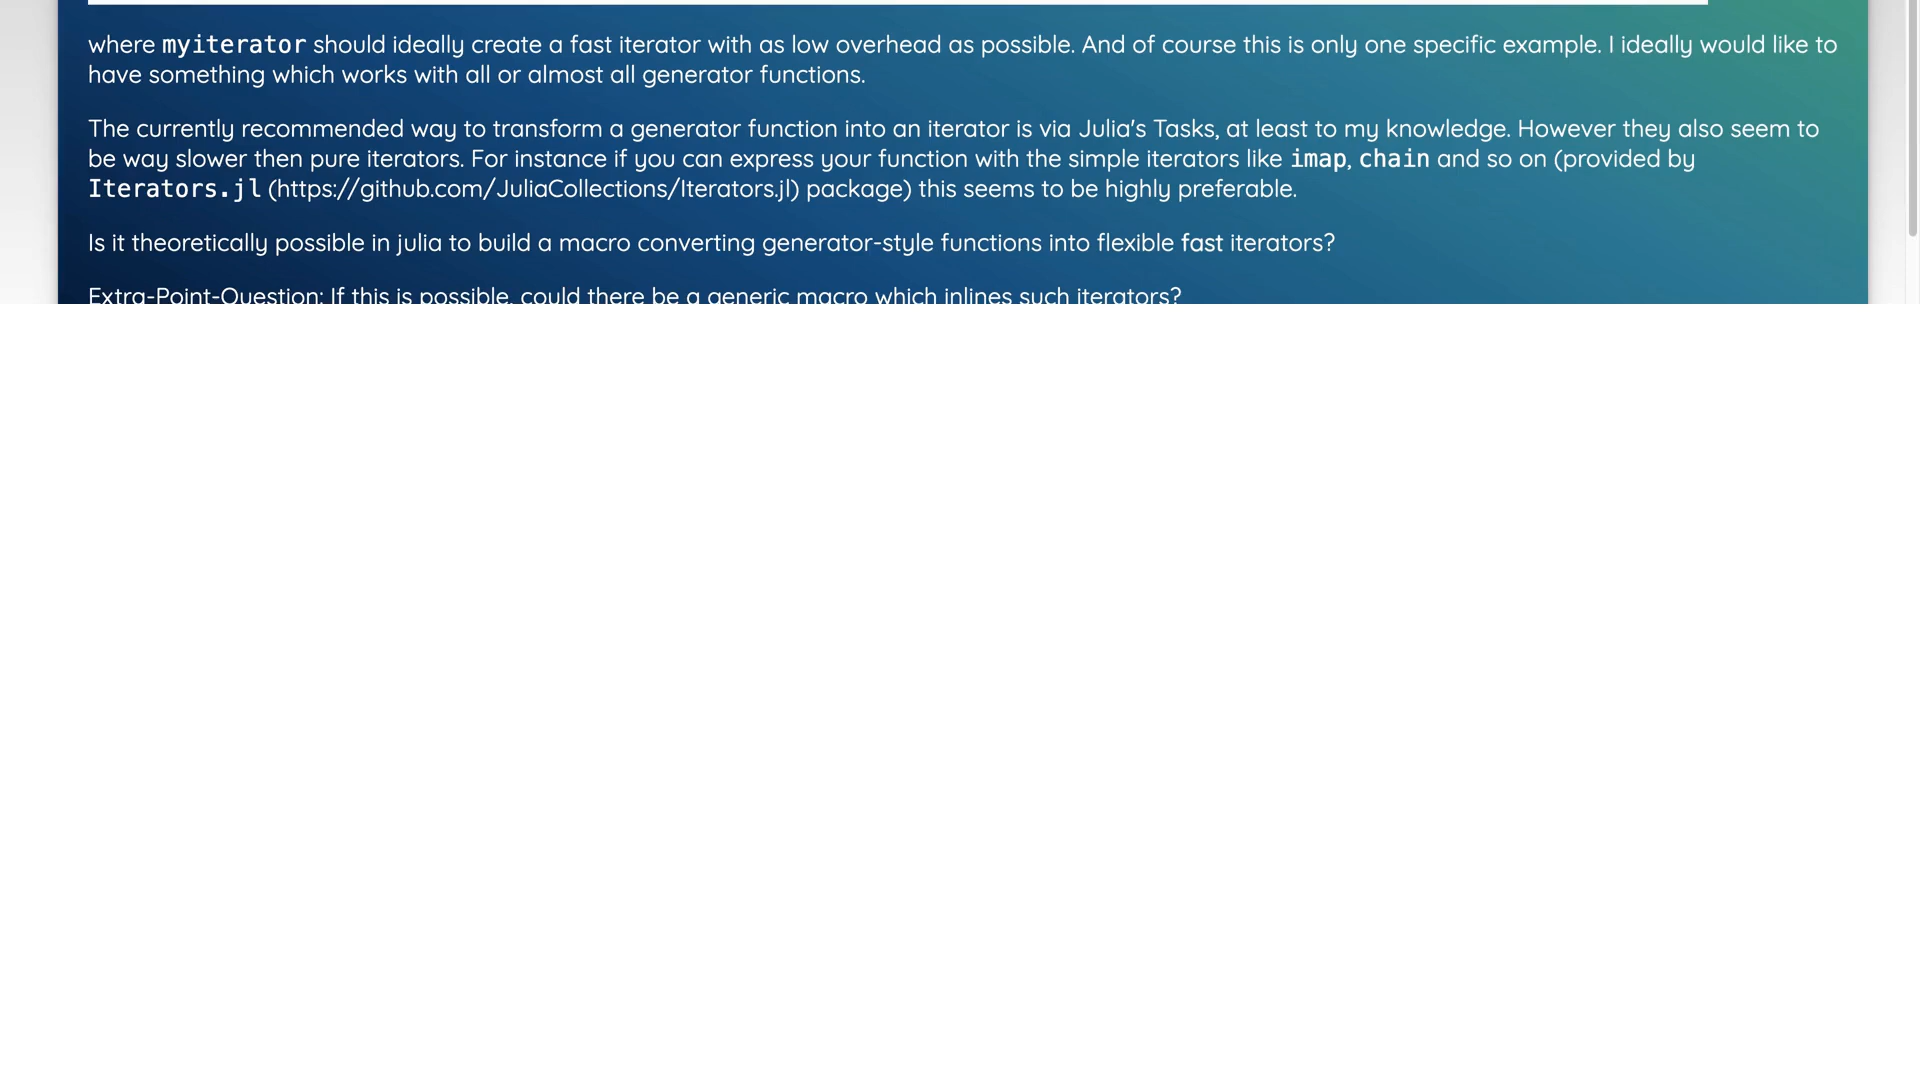 where myiterator should ideally create a fast iterator with as low overhead as possible. And of course this is only one specific example. I ideally would like to
have something which works with all or almost all generator functions.
The currently recommended way to transform a generator function into an iterator is via Julia's Tasks, at least to my knowledge. However they also seem to
be way slower then pure iterators. For instance if you can express your function with the simple iterators like imap, chain and so on (provided by
Iterators.jl (https://github.com/JuliaCollections/Iterators.jl) package) this seems to be highly preferable.
Is it theoretically possible in julia to build a macro converting generator-style functions into flexible fast iterators?
Extra-Point-Question: If this is possible, could there be a generic macro which inlines such iterators?